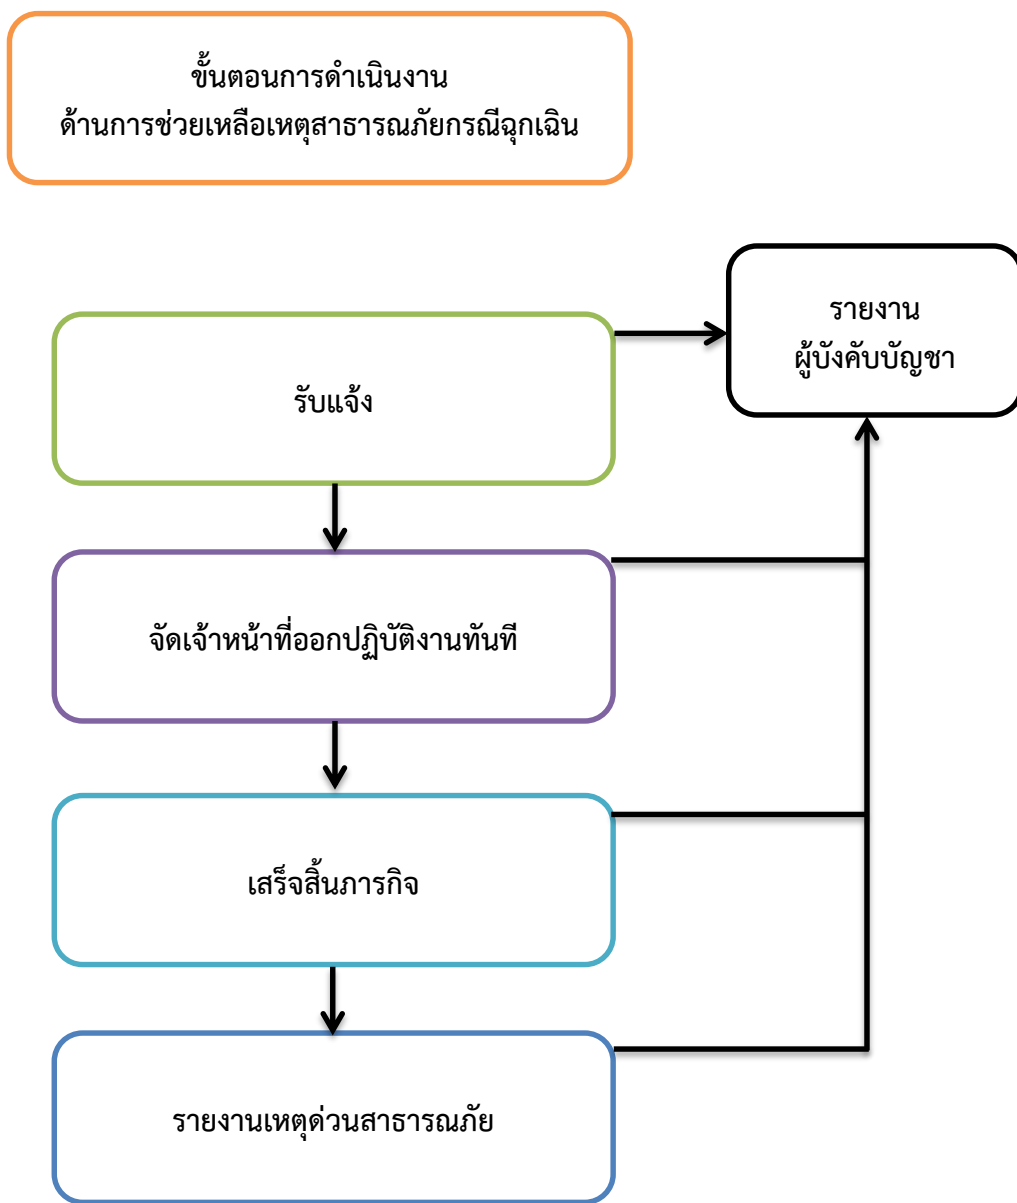 ขั้นตอนการดำเนินงาน
ด้านการช่วยเหลือเหตุสาธารณภัยกรณีฉุกเฉิน
รายงาน
ผู้บังคับบัญชา
รับแจ้ง
จัดเจ้าหน้าที่ออกปฏิบัติงานทันที
เสร็จสิ้นภารกิจ
รายงานเหตุด่วนสาธารณภัย